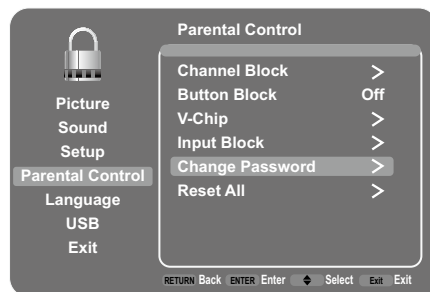 Parental Control
Channel Block >
Button Block Off
V-Chip >
Input Block >
Change Password >
Reset All >
Picture
Sound
Setup
Parental Control
Language
USB
Exit
RETURN Back ENTER Enter Select Exit Exit